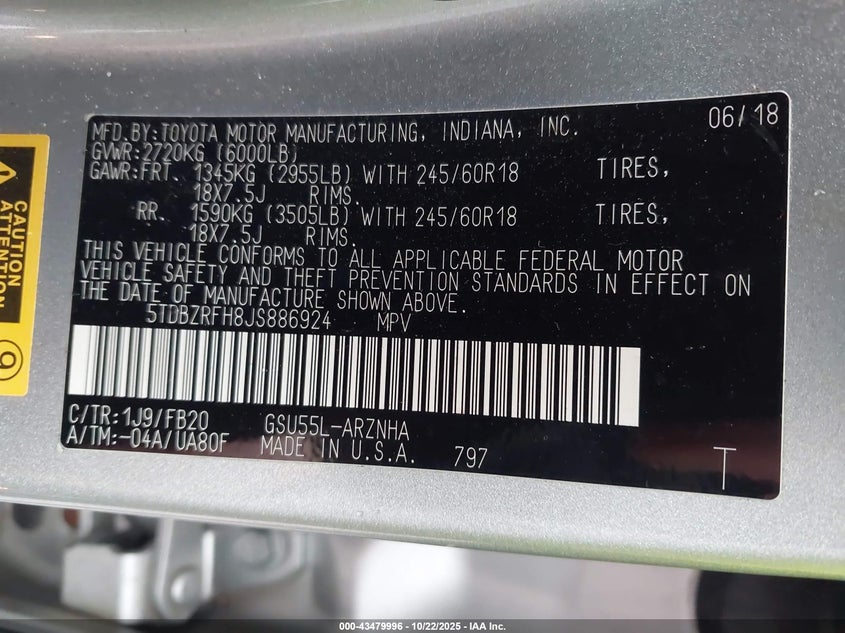 MFD.BY:TOYOTA MOTOR MANUFACTURING, INDIANA, INC. 06/18
GVWR:2720KG (6000LB)
GAWR:FRT. 1345KG (2955LB) WITH 245/60R18 TIRES,
18X7.5J RIMS.
RR. 1590KG (3505LB) WITH 245/60R18 TIRES,
18X7.5J RIMS.
THIS VEHICLE CONFORMS TO ALL APPLICABLE FEDERAL MOTOR
VEHICLE SAFETY AND THEFT PREVENTION STANDARDS IN EFFECT ON
THE DATE OF MANUFACTURE SHOWN ABOVE.
5TDBZRFH8JS886924 MPV
C/TR:1J9/FB20 GSU55L-ARZNHA
A/TM:-04A/UA80F MADE IN U.S.A. 797 T
CAUTION
ATTENTION
9
000-43479996 - 10/22/2025 - IAA Inc.